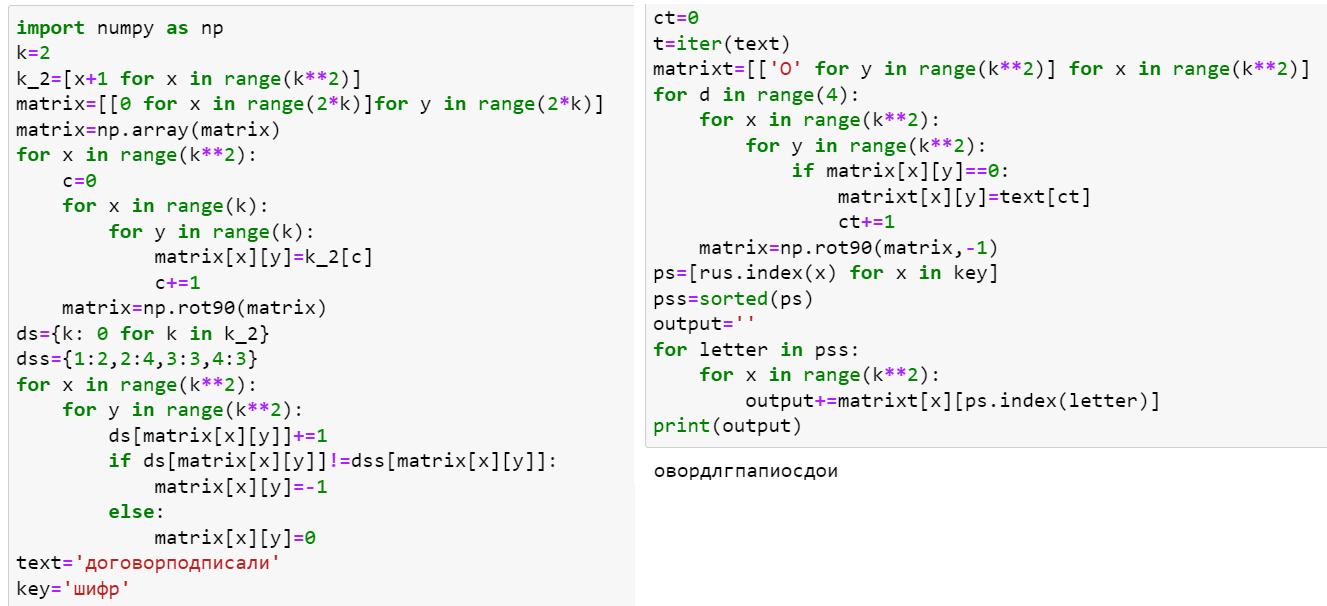 import numpy as np
k=2
k_2=[x+1 for x in range(k**2)]
matrix=[[0 for x in range(2*k)]for y in range(2*k)]
matrix=np.array(matrix)
for x in range(k**2):
    c=0
    for x in range(k):
        for y in range(k):
            matrix[x][y]=k_2[c]
            c+=1
    matrix=np.rot90(matrix)
ds={k: 0 for k in k_2}
dss={1:2,2:4,3:3,4:3}
for x in range(k**2):
    for y in range(k**2):
        ds[matrix[x][y]]+=1
        if ds[matrix[x][y]]!=dss[matrix[x][y]]:
            matrix[x][y]=-1
        else:
            matrix[x][y]=0
text='договорподписали'
key='шифр'
ct=0
t=iter(text)
matrixt=[['О' for y in range(k**2)] for x in range(k**2)]
for d in range(4):
    for x in range(k**2):
        for y in range(k**2):
            if matrix[x][y]==0:
                matrixt[x][y]=text[ct]
                ct+=1
    matrix=np.rot90(matrix,-1)
ps=[rus.index(x) for x in key]
pss=sorted(ps)
output=''
for letter in pss:
    for x in range(k**2):
        output+=matrixt[x][ps.index(letter)]
print(output)
овордлгпапиосдои